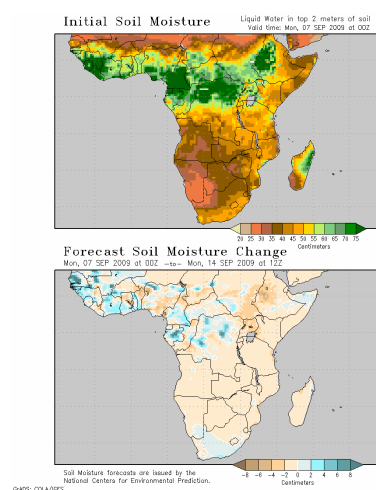 Initial Soil Moisture
Liquid Water in top 2 meters of soil
Valid time: Mon, 07 SEP 2009 at 00Z
20 25 30 35 40 45 50 55 60 65 70 75
Centimeters
Forecast Soil Moisture Change
Mon, 07 SEP 2009 at 00Z -to- Mon, 14 SEP 2009 at 12Z
-8 -6 -4 -2 0 2 4 6 8
Centimeters
Soil Moisture forecasts are issued by the
National Centers for Environmental Prediction.
GrADS: COLA/IGES